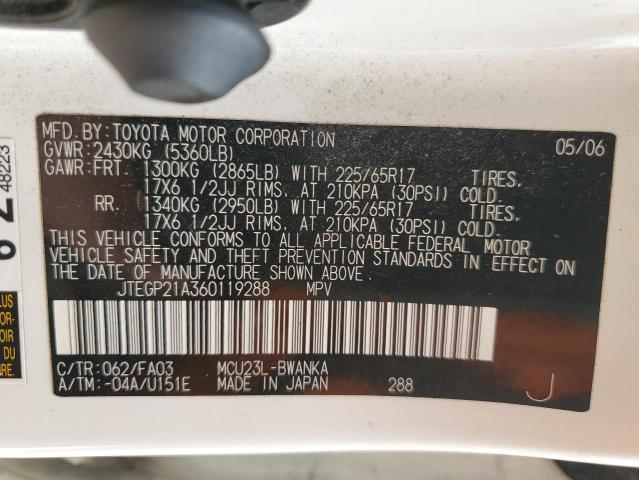 MFD.BY:TOYOTA MOTOR CORPORATION 05/06
GVWR:2430KG (5360LB)
GAWR:FRT. 1300KG (2865LB) WITH 225/65R17 TIRES,
17X6 1/2JJ RIMS, AT 210KPA (30PSI) COLD.
RR. 1340KG (2950LB) WITH 225/65R17 TIRES,
17X6 1/2JJ RIMS, AT 210KPA (30PSI) COLD.
THIS VEHICLE CONFORMS TO ALL APPLICABLE FEDERAL MOTOR
VEHICLE SAFETY AND THEFT PREVENTION STANDARDS IN EFFECT
ON THE DATE OF MANUFACTURE SHOWN ABOVE.
JTEGP21A360119288 MPV
C/TR:062/FA03 MCU23L-BWANKA
A/TM:-04A/U151E MADE IN JAPAN 288 J
48223
PLUS
DU